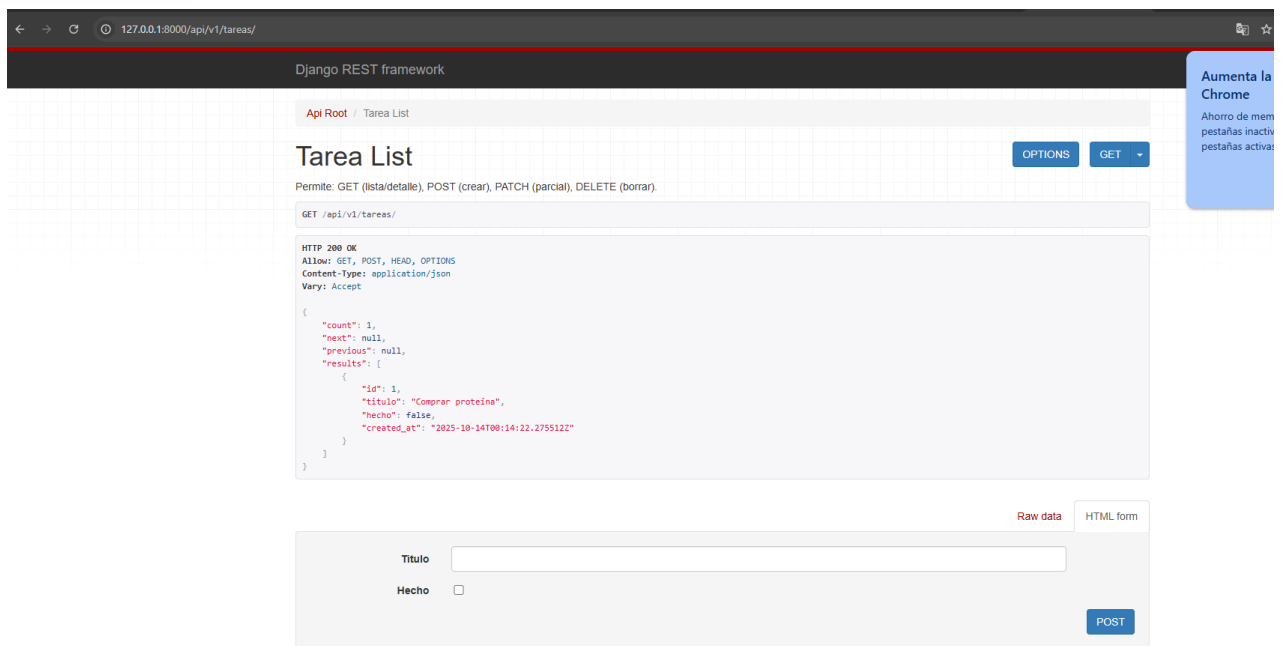 127.0.0.1:8000/api/v1/tareas/
Django REST framework
Aumenta la
Chrome
Ahorro de mem
pestañas inactiv
pestañas activas
Api Root / Tarea List
Tarea List
OPTIONS
GET
Permite: GET (lista/detalle), POST (crear), PATCH (parcial), DELETE (borrar).
GET /api/v1/tareas/
HTTP 200 OK
Allow: GET, POST, HEAD, OPTIONS
Content-Type: application/json
Vary: Accept
{
"count": 1,
"next": null,
"previous": null,
"results": [
{
"id": 1,
"titulo": "Comprar proteína",
"hecho": false,
"created_at": "2025-10-14T00:14:22.275512Z"
}
]
}
Raw data
HTML form
Titulo
Hecho
POST